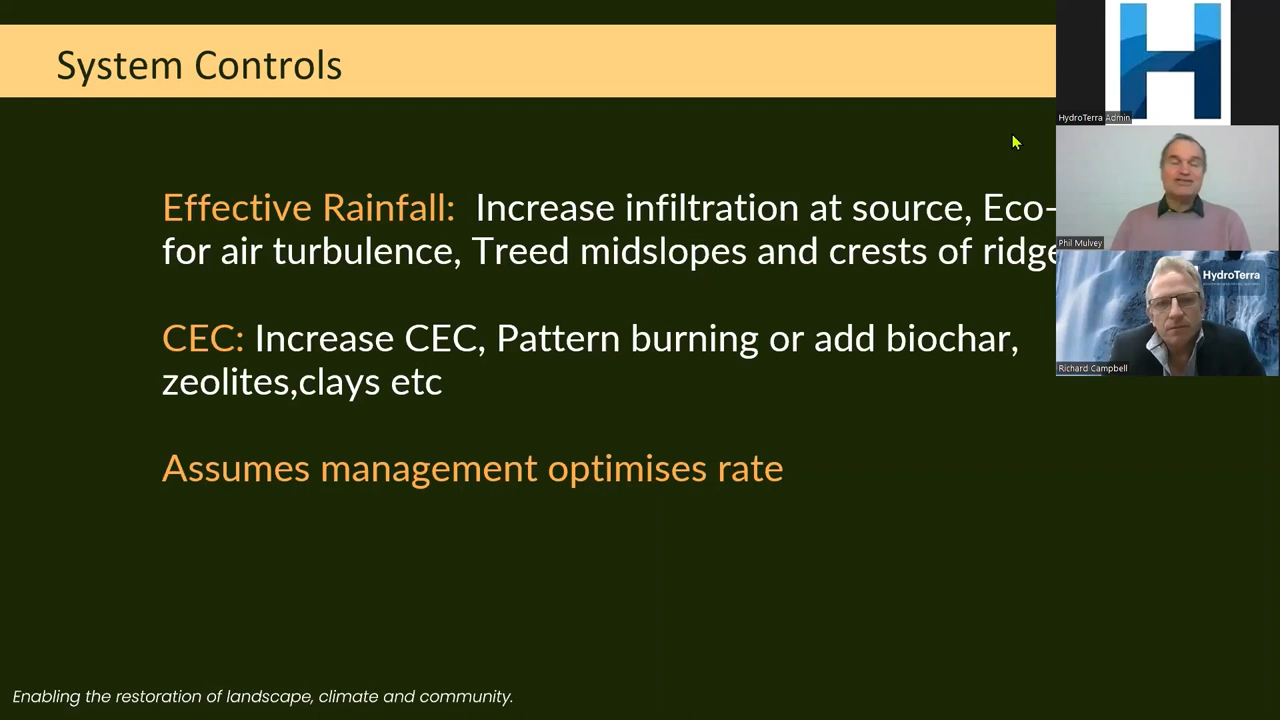 System Controls
Effective Rainfall: Increase infiltration at source, Eco-
for air turbulence, Treed midslopes and crests of ridge
CEC: Increase CEC, Pattern burning or add biochar,
zeolites,clays etc
Assumes management optimises rate
Enabling the restoration of landscape, climate and community.
H
HydroTerra Admin
Phil Mulvey
HydroTerra
Richard Campbell